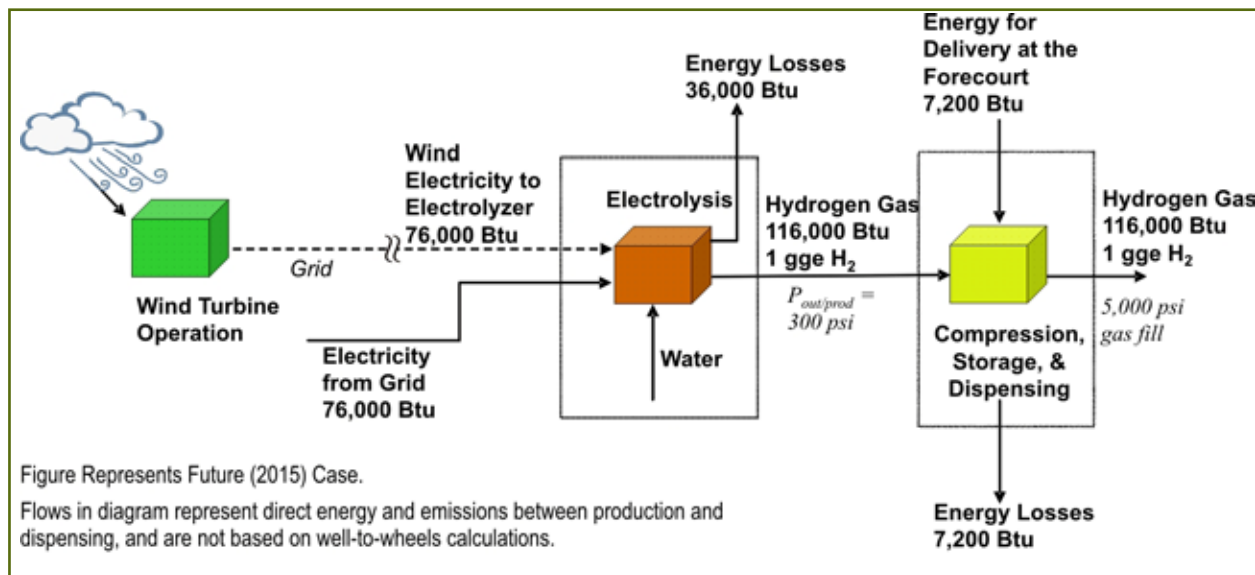 Energy for
Delivery at the
Forecourt
7,200 Btu
Energy Losses
36,000 Btu
Wind
Electricity to
Electrolyzer
76,000 Btu
Electrolysis
Hydrogen Gas
116,000 Btu
1 gge H₂
Hydrogen Gas
116,000 Btu
1 gge H₂
Grid
P out/prod =
300 psi
5,000 psi
gas fill
Wind Turbine
Operation
Electricity
from Grid
76,000 Btu
Water
Compression,
Storage, &
Dispensing
Figure Represents Future (2015) Case.
Flows in diagram represent direct energy and emissions between production and
dispensing, and are not based on well-to-wheels calculations.
Energy Losses
7,200 Btu